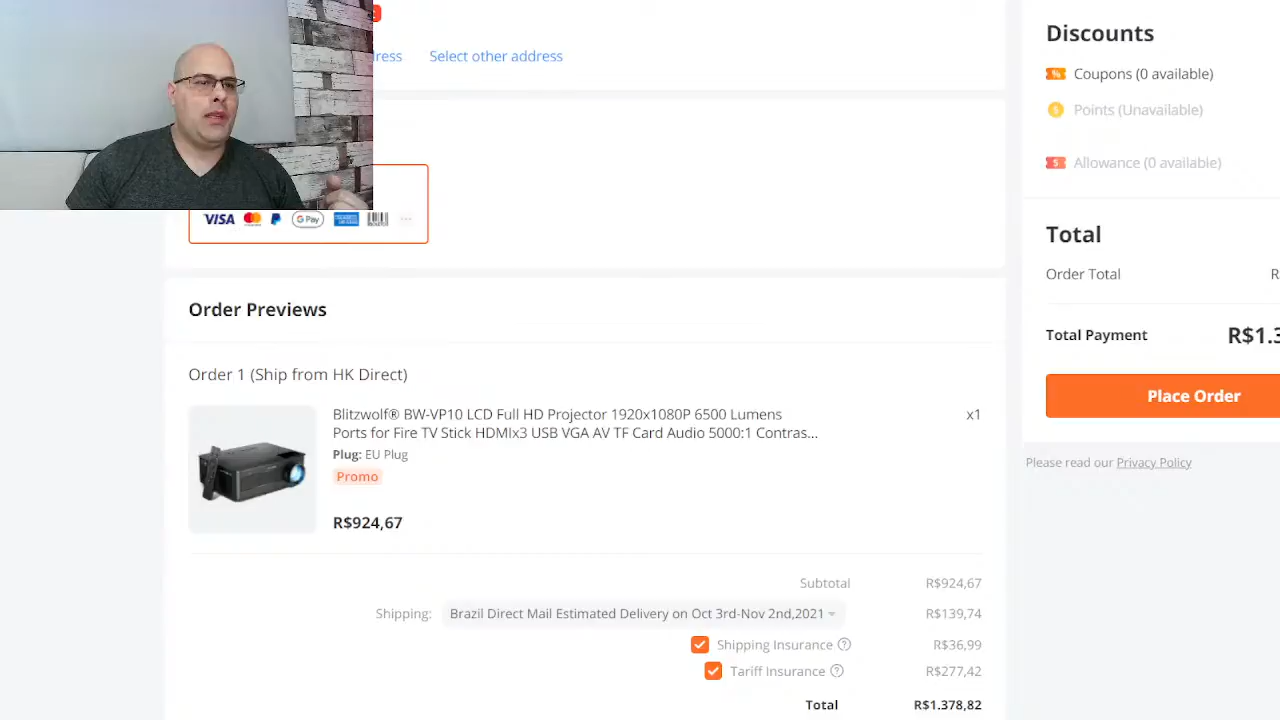 ress Select other address
VISA G Pay
Order Previews
Order 1 (Ship from HK Direct)
Blitzwolf® BW-VP10 LCD Full HD Projector 1920x1080P 6500 Lumens x1
Ports for Fire TV Stick HDMIx3 USB VGA AV TF Card Audio 5000:1 Contras...
Plug: EU Plug
Promo
R$924,67
Subtotal R$924,67
Shipping: Brazil Direct Mail Estimated Delivery on Oct 3rd-Nov 2nd,2021 R$139,74
Shipping Insurance R$36,99
Tariff Insurance R$277,42
Total R$1.378,82
Discounts
Coupons (0 available)
Points (Unavailable)
Allowance (0 available)
Total
Order Total R
Total Payment R$1.3
Place Order
Please read our Privacy Policy